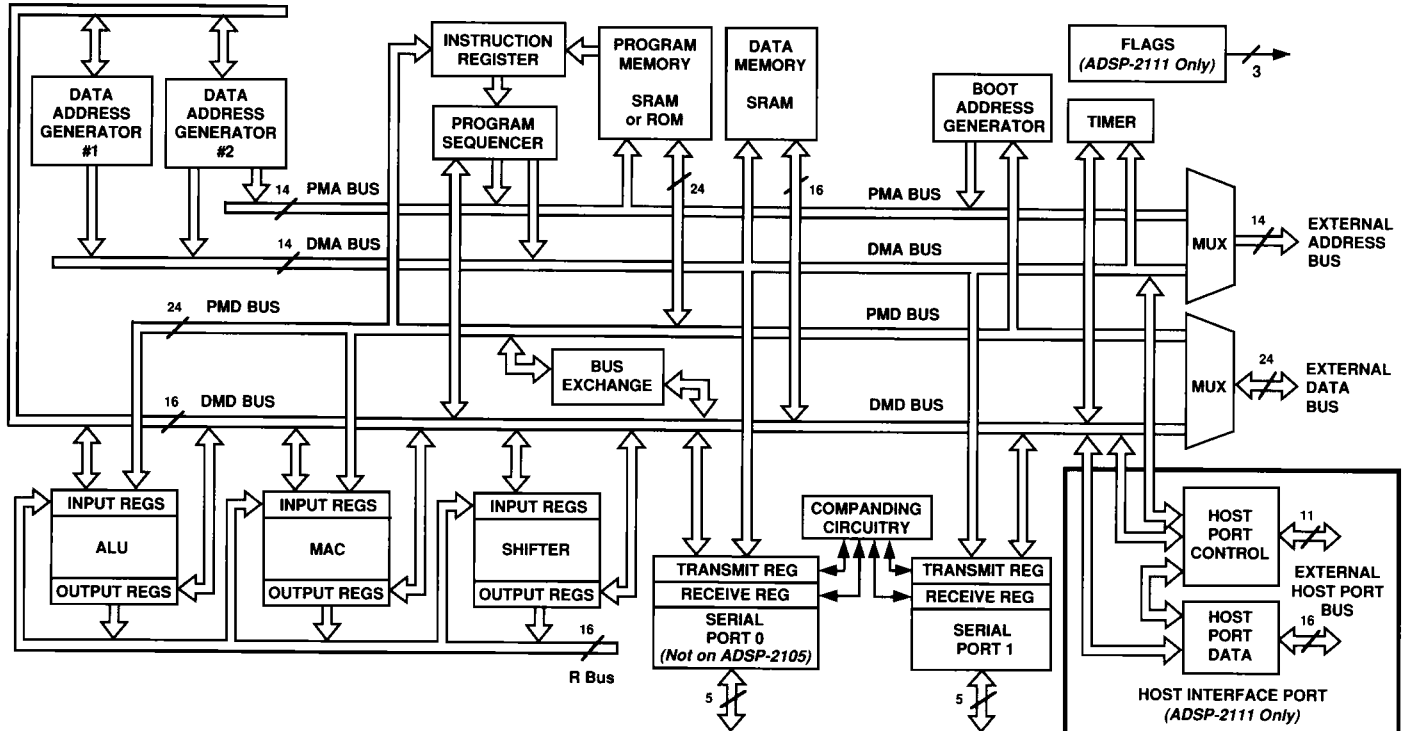 INSTRUCTION
REGISTER
PROGRAM
MEMORY
SRAM
or ROM
DATA
MEMORY
SRAM
FLAGS
(ADSP-2111 Only)
3
DATA
ADDRESS
GENERATOR
#1
DATA
ADDRESS
GENERATOR
#2
PROGRAM
SEQUENCER
BOOT
ADDRESS
GENERATOR
TIMER
14
PMA BUS
24
16
PMA BUS
MUX
14
EXTERNAL
ADDRESS
BUS
14
DMA BUS
DMA BUS
24
PMD BUS
PMD BUS
BUS
EXCHANGE
MUX
24
EXTERNAL
DATA
BUS
16
DMD BUS
DMD BUS
INPUT REGS
ALU
OUTPUT REGS
INPUT REGS
MAC
OUTPUT REGS
INPUT REGS
SHIFTER
OUTPUT REGS
16
R Bus
COMPANDING
CIRCUITRY
TRANSMIT REG
RECEIVE REG
SERIAL
PORT 0
(Not on ADSP-2105)
5
TRANSMIT REG
RECEIVE REG
SERIAL
PORT 1
5
HOST
PORT
CONTROL
11
EXTERNAL
HOST PORT
BUS
HOST
PORT
DATA
16
HOST INTERFACE PORT
(ADSP-2111 Only)